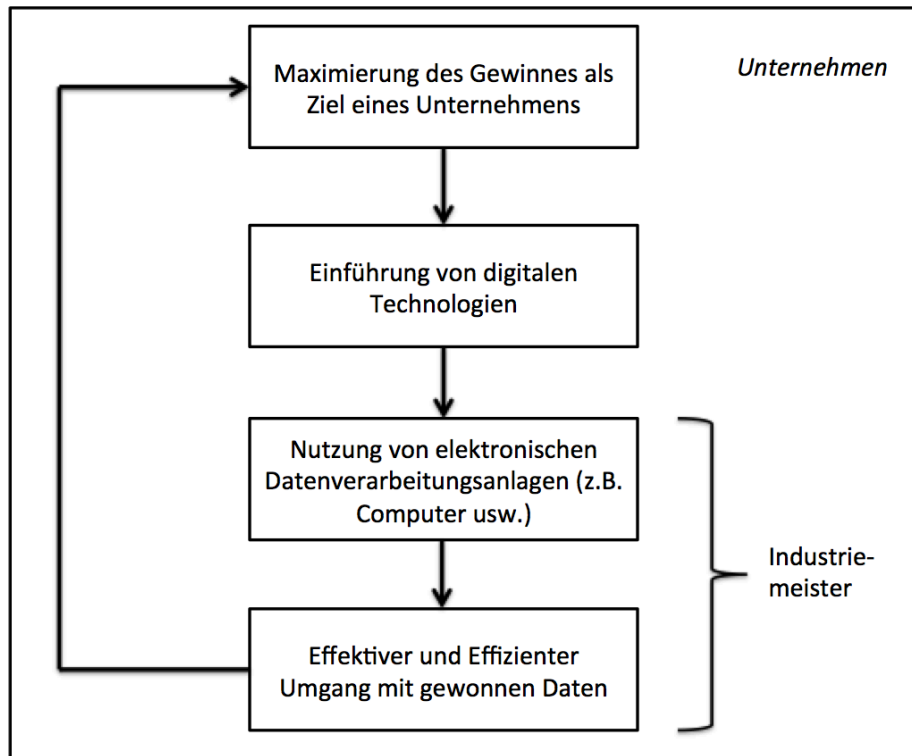 Maximierung des Gewinnes als
Ziel eines Unternehmens
Unternehmen
Einführung von digitalen
Technologien
Nutzung von elektronischen
Datenverarbeitungsanlagen (z.B.
Computer usw.)
Industrie-
meister
Effektiver und Effizienter
Umgang mit gewonnen Daten